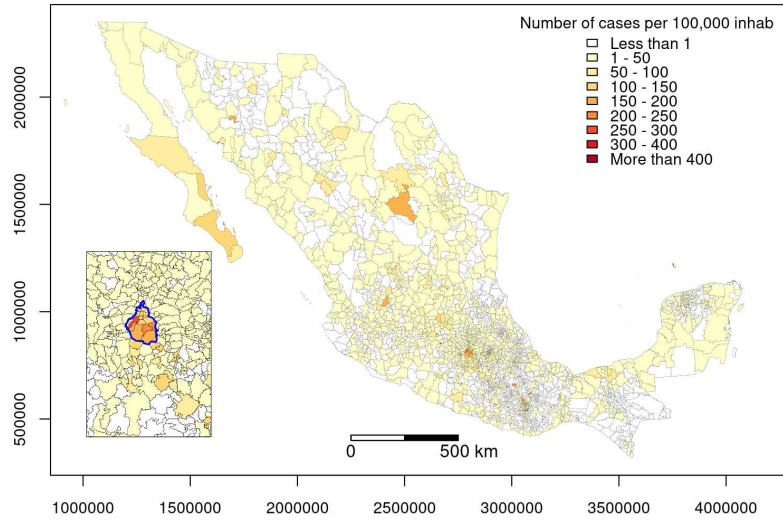 Number of cases per 100,000 inhab
Less than 1
1 - 50
50 - 100
100 - 150
150 - 200
200 - 250
250 - 300
300 - 400
More than 400
2000000
1500000
1000000
500000
0 500 km
1000000 1500000 2000000 2500000 3000000 3500000 4000000